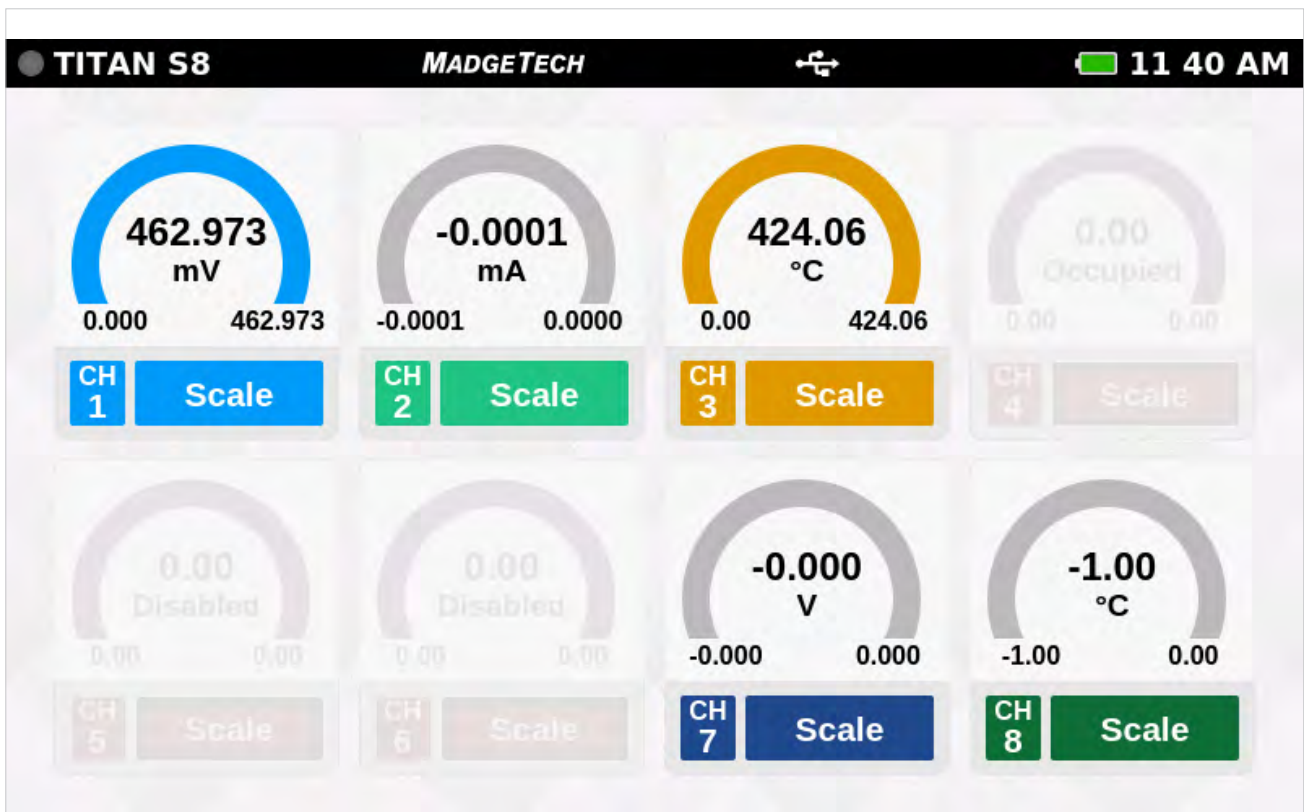 TITAN S8 MADGETECH 11 40 AM
462.973 -0.0001 424.06 0.00
mV mA °C Occupied
0.000 462.973 -0.0001 0.0000 0.00 424.06 0.00 0.00
CH 1 Scale CH 2 Scale CH 3 Scale CH 4 Scale
0.00 0.00 -0.000 -1.00
Disabled Disabled V °C
0.00 0.00 0.00 0.00 -0.000 0.000 -1.00 0.00
CH 5 Scale CH 6 Scale CH 7 Scale CH 8 Scale